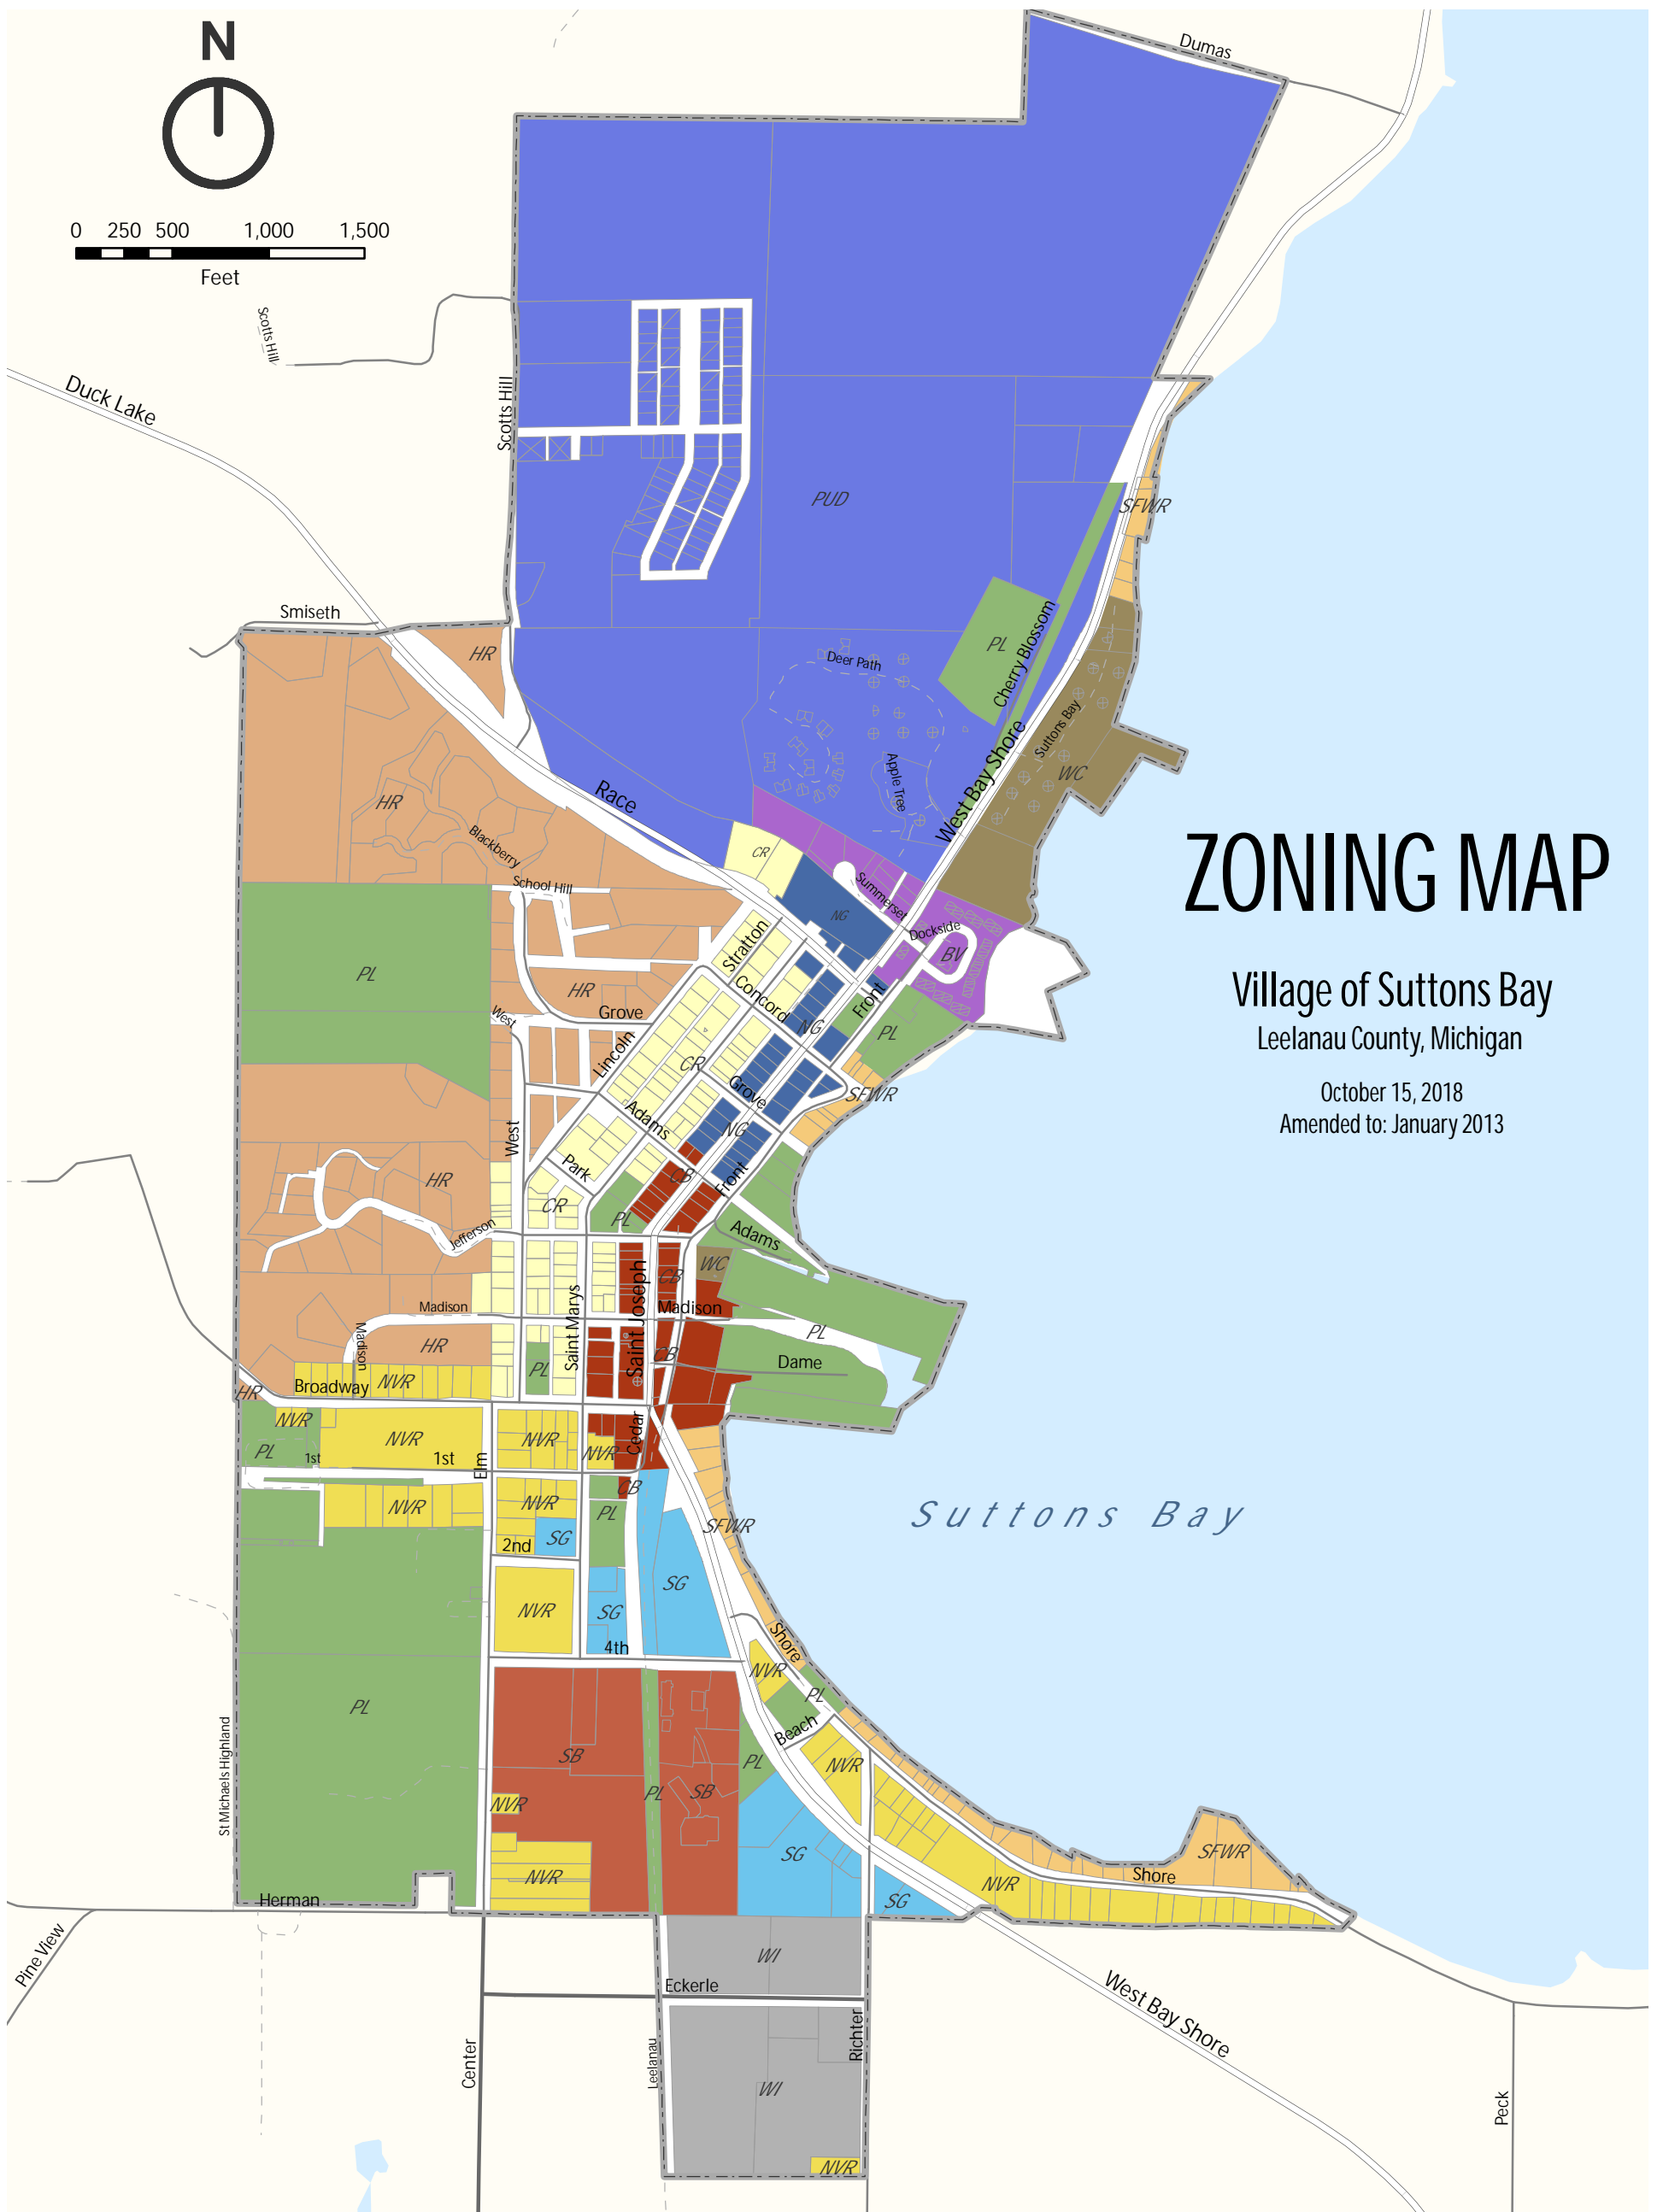 N
0 250 500 1,000 1,500
Feet
Dumas
Scotts Hill
Duck Lake
Scotts Hill
PUD
SFWR
Smiseth
HR
Deer Path
PL
Cherry Blossom
Suttons Bay
Apple Tree
West Bay Shore
WC
HR
Race
Blackberry
CR
School Hill
Summerset
NG
Dockside
BV
ZONING MAP
Village of Suttons Bay
Leelanau County, Michigan
October 15, 2018
Amended to: January 2013
PL
Stratton
Concord
HR
Grove
West
Front
NG
PL
Lincoln
CR
Grove
SFWR
Adams
NG
West
Park
CB
Front
HR
CR
PL
Adams
Jefferson
WC
CB
Saint Marys
Saint Joseph
Madison
Madison
PL
Madison
HR
CB
Dame
PL
Broadway
NVR
HR
NVR
NVR
NVR
NVR
Cedar
PL
1st
1st
Elm
NVR
NVR
CB
PL
SFWR
Suttons Bay
2nd
SG
SG
NVR
SG
4th
Shore
NVR
PL
PL
Beach
St Michaels Highland
SB
PL
NVR
PL
SB
NVR
SG
SFWR
Shore
NVR
NVR
SG
Herman
Pine View
WI
Eckerle
West Bay Shore
Center
Leelanau
Richter
WI
Peck
NVR